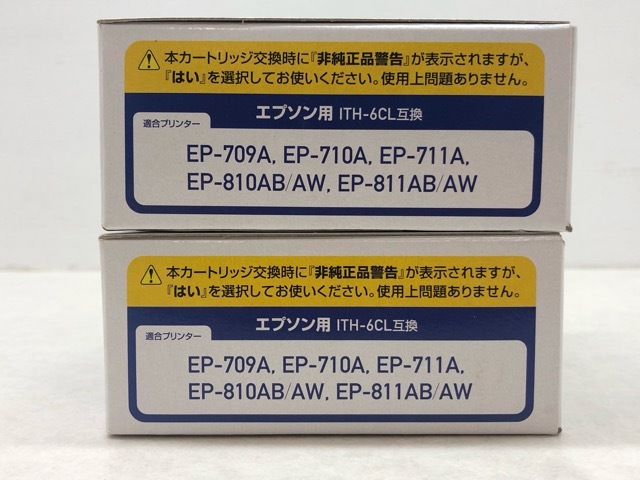 本カートリッジ交換時に『非純正品警告』が表示されますが、
『はい』を選択してお使いください。使用上問題ありません。
エプソン用 ITH-6CL互換
適合プリンター
EP-709A, EP-710A, EP-711A,
EP-810AB/AW, EP-811AB/AW
本カートリッジ交換時に『非純正品警告』が表示されますが、
『はい』を選択してお使いください。使用上問題ありません。
エプソン用 ITH-6CL互換
適合プリンター
EP-709A, EP-710A, EP-711A,
EP-810AB/AW, EP-811AB/AW